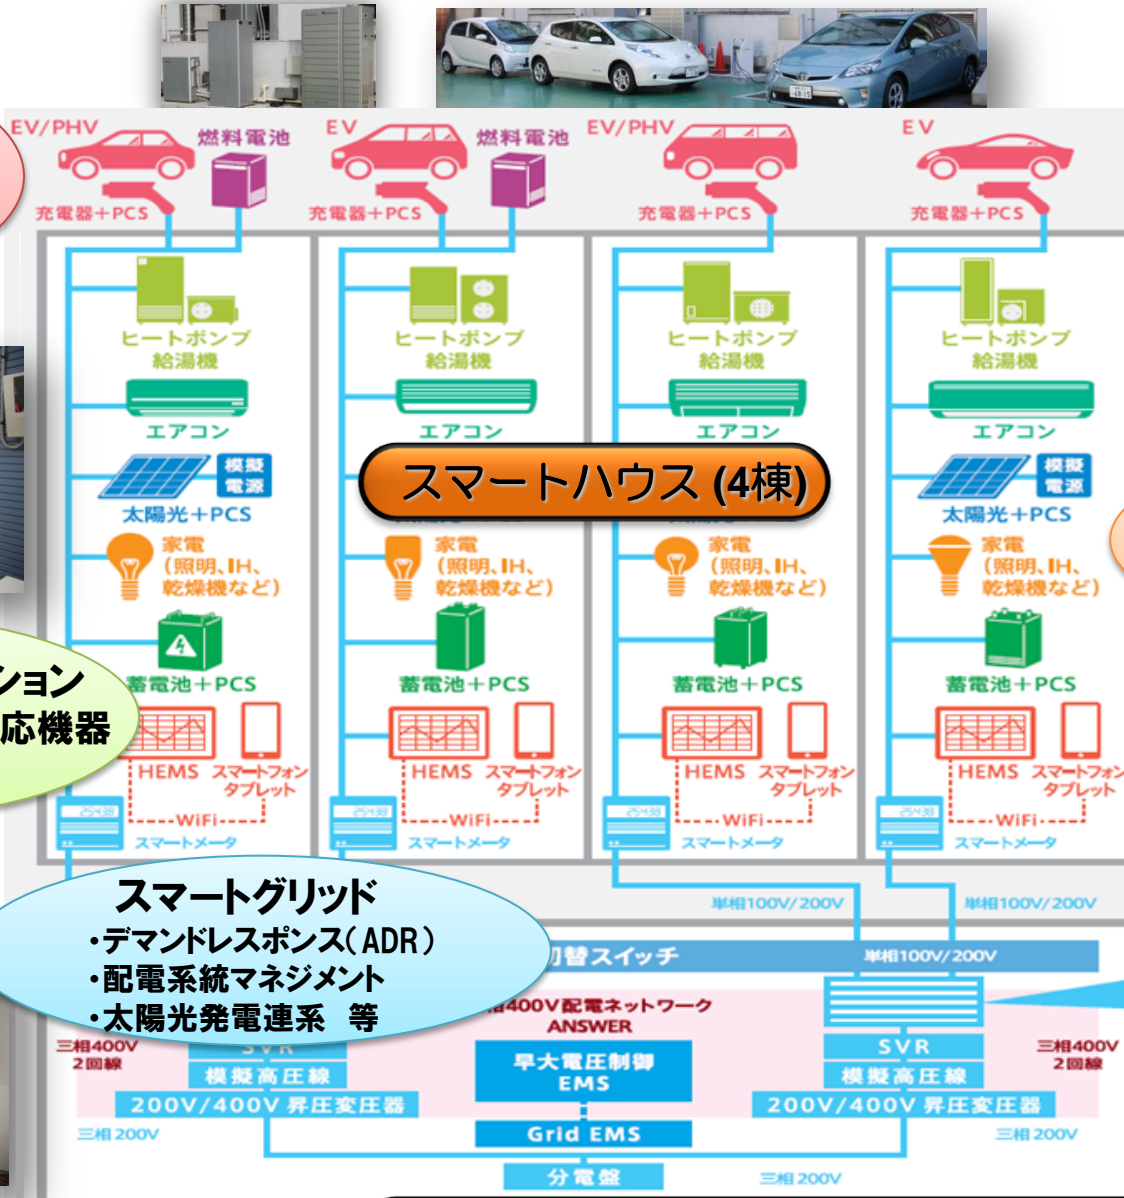 EV/PHV
燃料電池
充電器+PCS
EV
燃料電池
充電器+PCS
EV/PHV
充電器+PCS
EV
充電器+PCS
ヒートポンプ
給湯機
エアコン
模擬
電源
太陽光+PCS
家電
(照明、IH、
乾燥機など)
蓄電池+PCS
HEMS
スマートフォン
タブレット
WiFi
25438
スマートメータ
ヒートポンプ
給湯機
エアコン
家電
(照明、IH、
乾燥機など)
蓄電池+PCS
HEMS
スマートフォン
タブレット
WiFi
25438
スマートメータ
ヒートポンプ
給湯機
エアコン
家電
(照明、IH、
乾燥機など)
蓄電池+PCS
HEMS
スマートフォン
タブレット
WiFi
25438
スマートメータ
ヒートポンプ
給湯機
エアコン
模擬
電源
太陽光+PCS
家電
(照明、IH、
乾燥機など)
蓄電池+PCS
HEMS
スマートフォン
タブレット
WiFi
25438
スマートメータ
スマートハウス (4棟)
ション
応機器
スマートグリッド
・デマンドレスポンス(ADR)
・配電系統マネジメント
・太陽光発電連系 等
単相100V/200V
単相100V/200V
切替スイッチ
単相100V/200V
相400V配電ネットワーク
ANSWER
三相400V
2回線
SVR
模擬高圧線
200V/400V 昇圧変圧器
三相200V
早大電圧制御
EMS
Grid EMS
分電盤
三相200V
SVR
模擬高圧線
200V/400V 昇圧変圧器
三相400V
2回線
三相200V